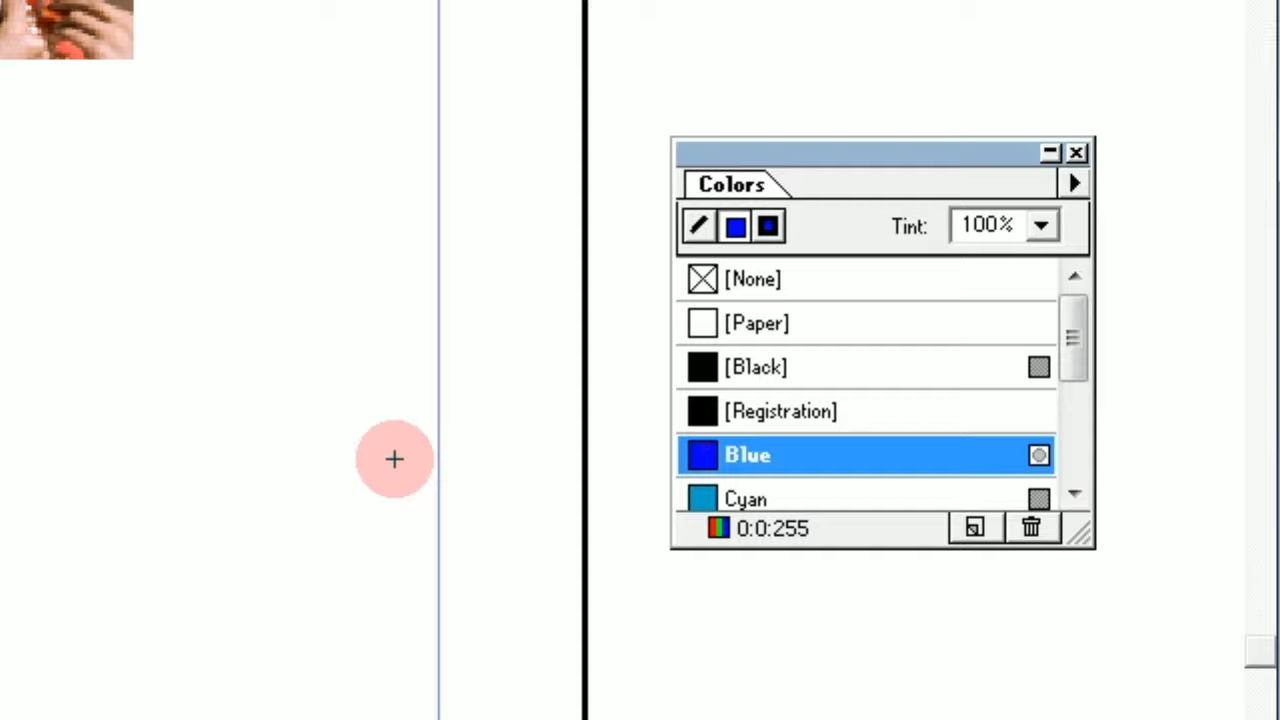 Colors
Tint: 100%
[None]
[Paper]
[Black]
[Registration]
Blue
Cyan
0:0:255